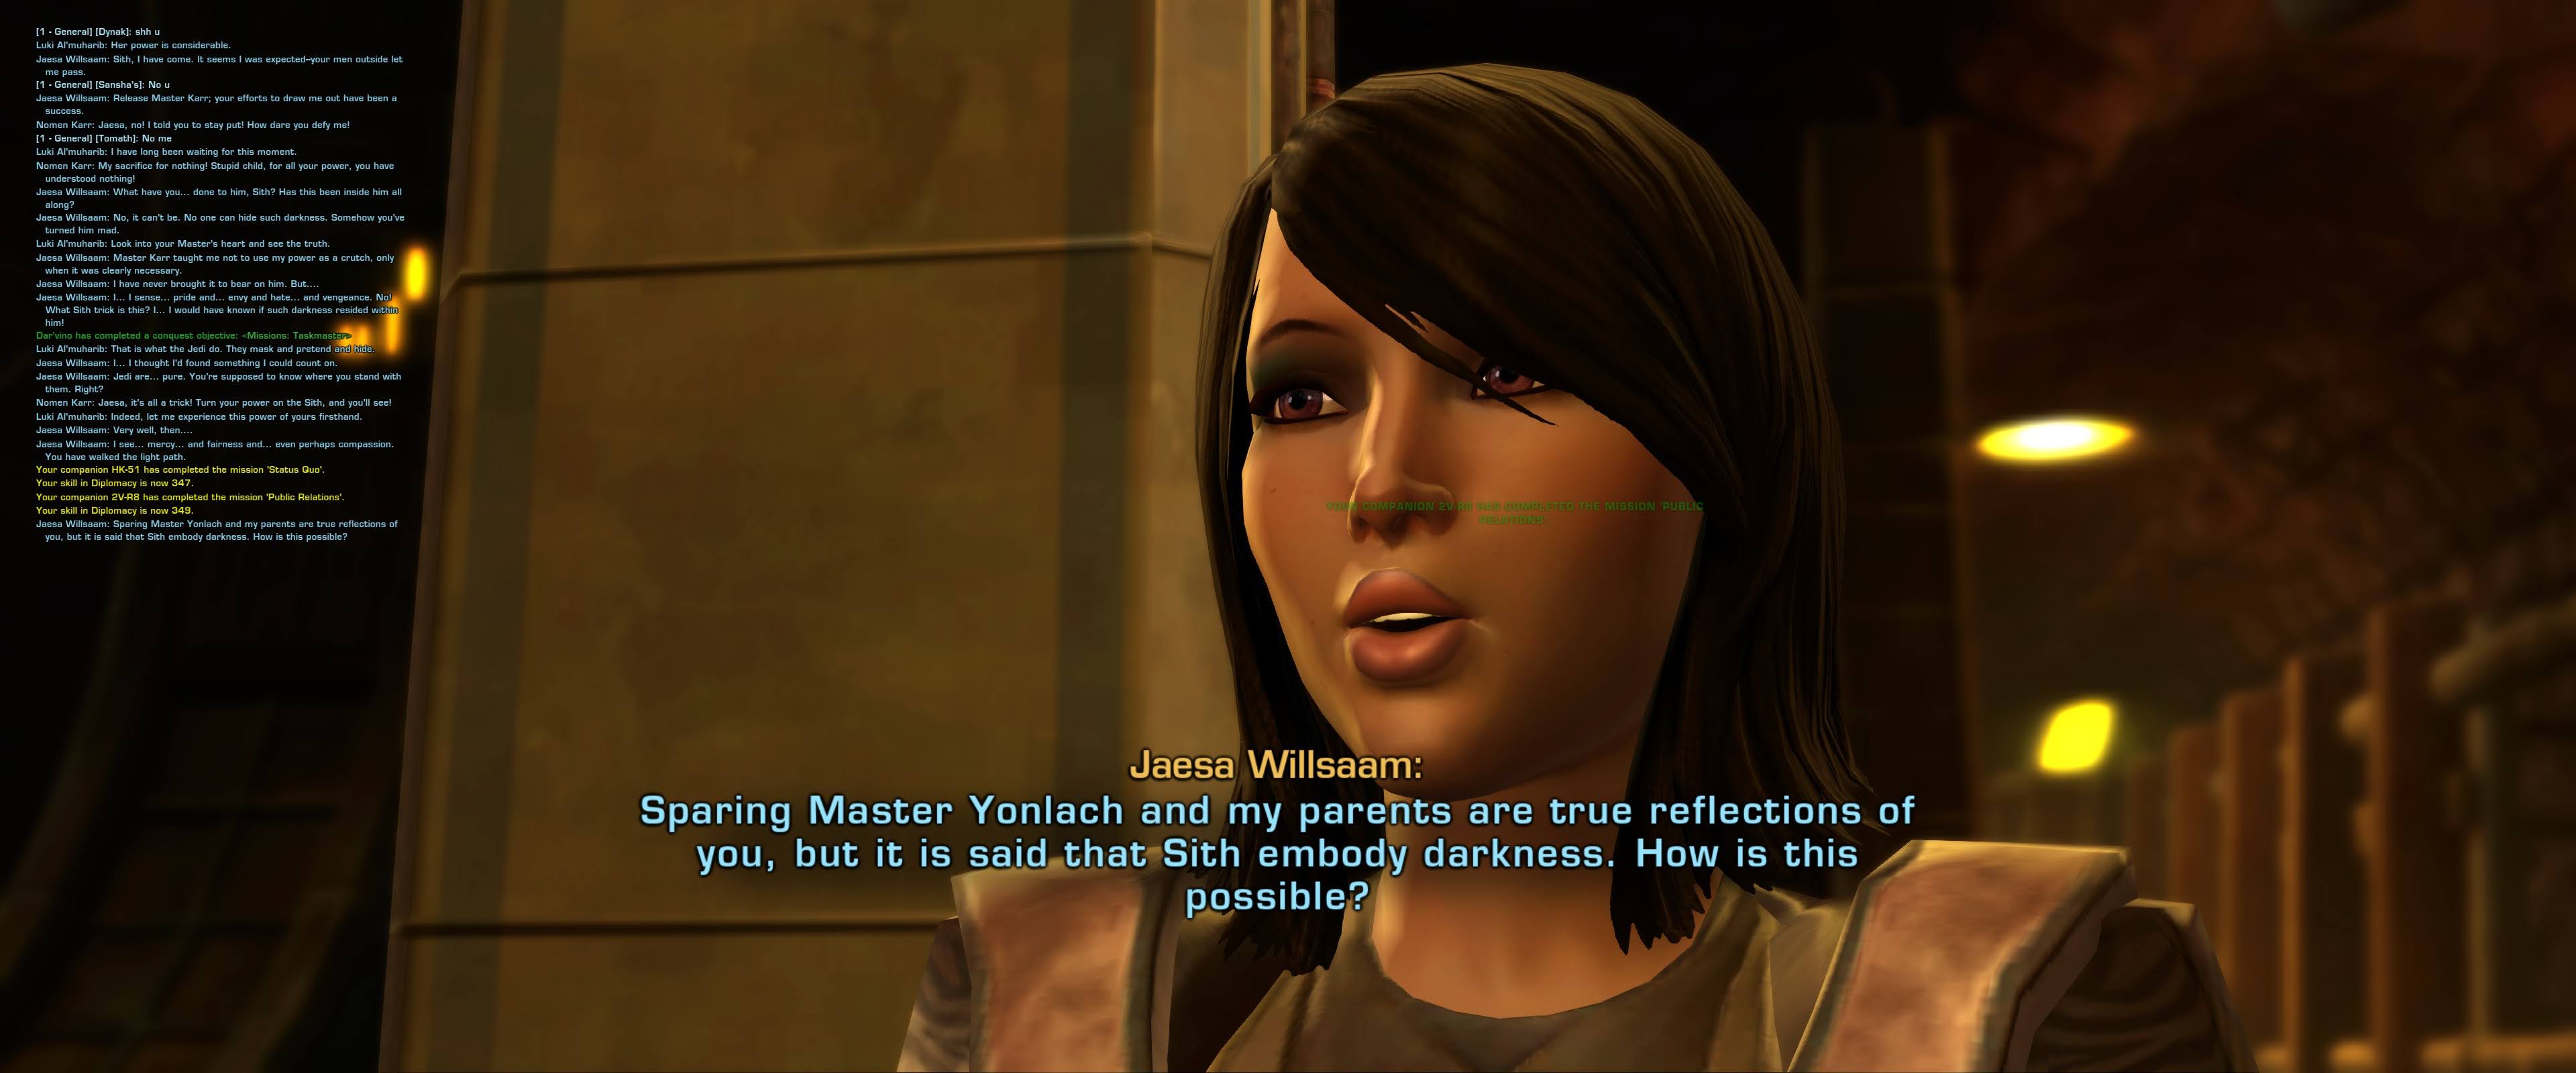 [1 - General] [Dynak]: shh u
Luki Al'muharib: Her power is considerable.
Jaesa Willsaam: Sith, I have come. It seems I was expected–your men outside let
me pass.
[1 - General] [Sansha's]: No u
Jaesa Willsaam: Release Master Karr; your efforts to draw me out have been a
success.
Nomen Karr: Jaesa, no! I told you to stay put! How dare you defy me!
[1 - General] [Tomath]: No me
Luki Al'muharib: I have long been waiting for this moment.
Nomen Karr: My sacrifice for nothing! Stupid child, for all your power, you have
understood nothing!
Jaesa Willsaam: What have you... done to him, Sith? Has this been inside him all
along?
Jaesa Willsaam: No, it can't be. No one can hide such darkness. Somehow you've
turned him mad.
Luki Al'muharib: Look into your Master's heart and see the truth.
Jaesa Willsaam: Master Karr taught me not to use my power as a crutch, only
when it was clearly necessary.
Jaesa Willsaam: I have never brought it to bear on him. But....
Jaesa Willsaam: I... I sense... pride and... envy and hate... and vengeance. No!
What Sith trick is this? I... I would have known if such darkness resided within
him!
Dar'vino has completed a conquest objective: <Missions: Taskmaster>
Luki Al'muharib: That is what the Jedi do. They mask and pretend and hide.
Jaesa Willsaam: I... I thought I'd found something I could count on.
Jaesa Willsaam: Jedi are... pure. You're supposed to know where you stand with
them. Right?
Nomen Karr: Jaesa, it's all a trick! Turn your power on the Sith, and you'll see!
Luki Al'muharib: Indeed, let me experience this power of yours firsthand.
Jaesa Willsaam: Very well, then....
Jaesa Willsaam: I see... mercy... and fairness and... even perhaps compassion.
You have walked the light path.
Your companion HK-51 has completed the mission 'Status Quo'.
Your skill in Diplomacy is now 347.
Your companion 2V-R8 has completed the mission 'Public Relations'.
Your skill in Diplomacy is now 349.
Jaesa Willsaam: Sparing Master Yonlach and my parents are true reflections of
you, but it is said that Sith embody darkness. How is this possible?
YOUR COMPANION 2V-R8 HAS COMPLETED THE MISSION 'PUBLIC
RELATIONS'.
Jaesa Willsaam:
Sparing Master Yonlach and my parents are true reflections of
you, but it is said that Sith embody darkness. How is this
possible?